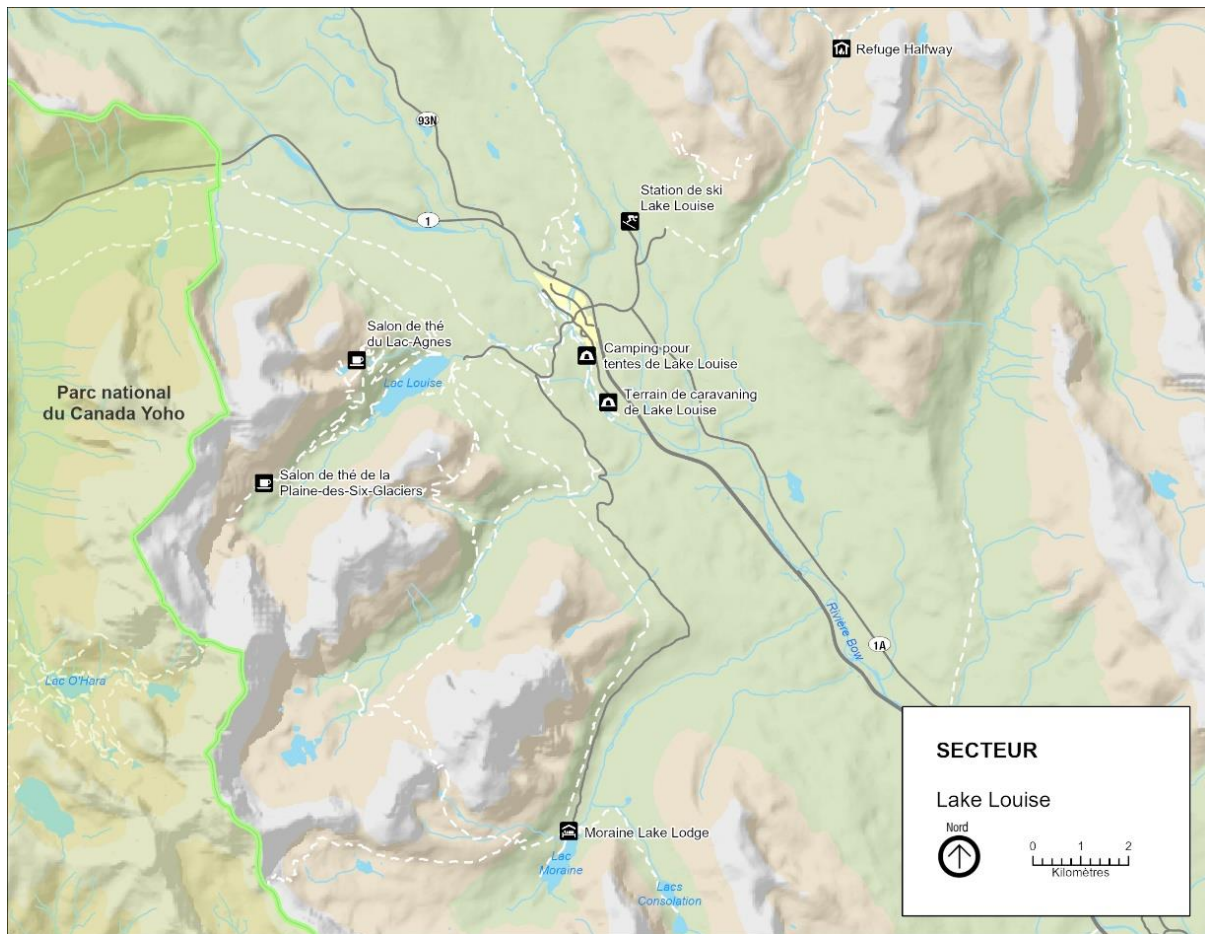 Refuge Halfway
93N
Station de ski
Lake Louise
1
Salon de thé
du Lac-Agnes
Camping pour
tentes de Lake Louise
Lac Louise
Parc national
du Canada Yoho
Terrain de caravaning
de Lake Louise
Salon de thé de la
Plaine-des-Six-Glaciers
Rivière Bow
1A
Lac O'Hara
SECTEUR
Lake Louise
Nord
0 1 2
Kilomètres
Moraine Lake Lodge
Lac
Moraine
Lacs
Consolation